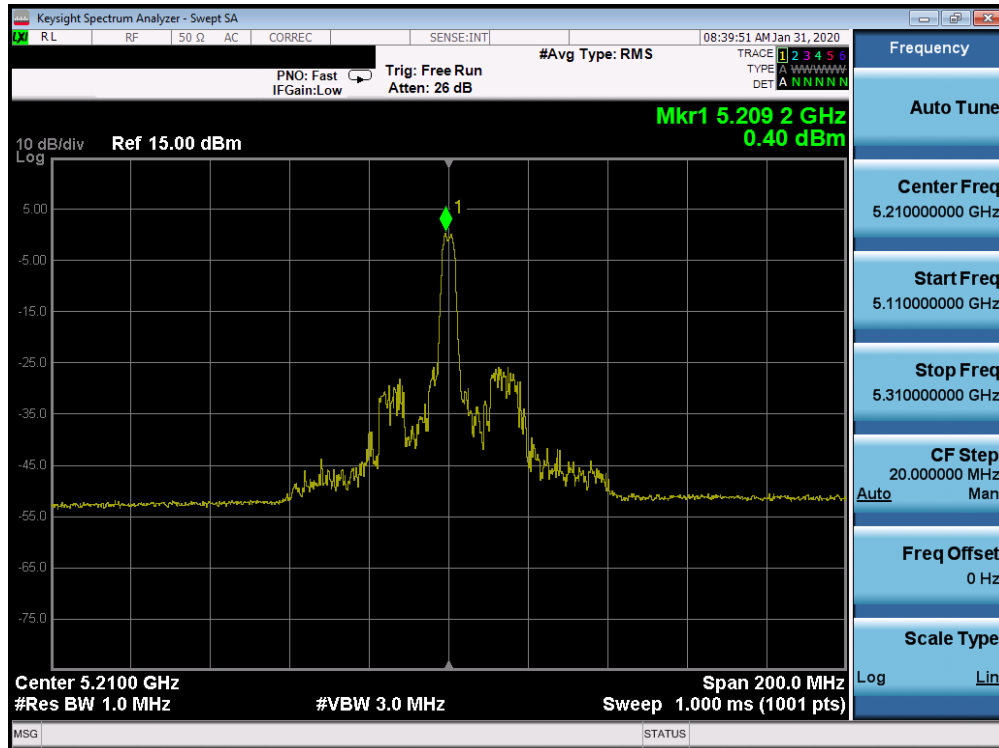 Keysight Spectrum Analyzer - Swept SA
LXI RL RF 50 Ω AC CORREC SENSE:INT 08:39:51 AM Jan 31, 2020
#Avg Type: RMS
TRACE 1 2 3 4 5 6
TYPE A WWWWW
DET A N N N N N
PNO: Fast
IFGain:Low
Trig: Free Run
Atten: 26 dB
Mkr1 5.209 2 GHz
0.40 dBm
10 dB/div
Log
Ref 15.00 dBm
1
5.00
-5.00
-15.0
-25.0
-35.0
-45.0
-55.0
-65.0
-75.0
Center 5.2100 GHz
Span 200.0 MHz
#Res BW 1.0 MHz
#VBW 3.0 MHz
Sweep 1.000 ms (1001 pts)
MSG
STATUS
Frequency
Auto Tune
Center Freq
5.210000000 GHz
Start Freq
5.110000000 GHz
Stop Freq
5.310000000 GHz
CF Step
20.000000 MHz
Auto Man
Freq Offset
0 Hz
Scale Type
Log Lin